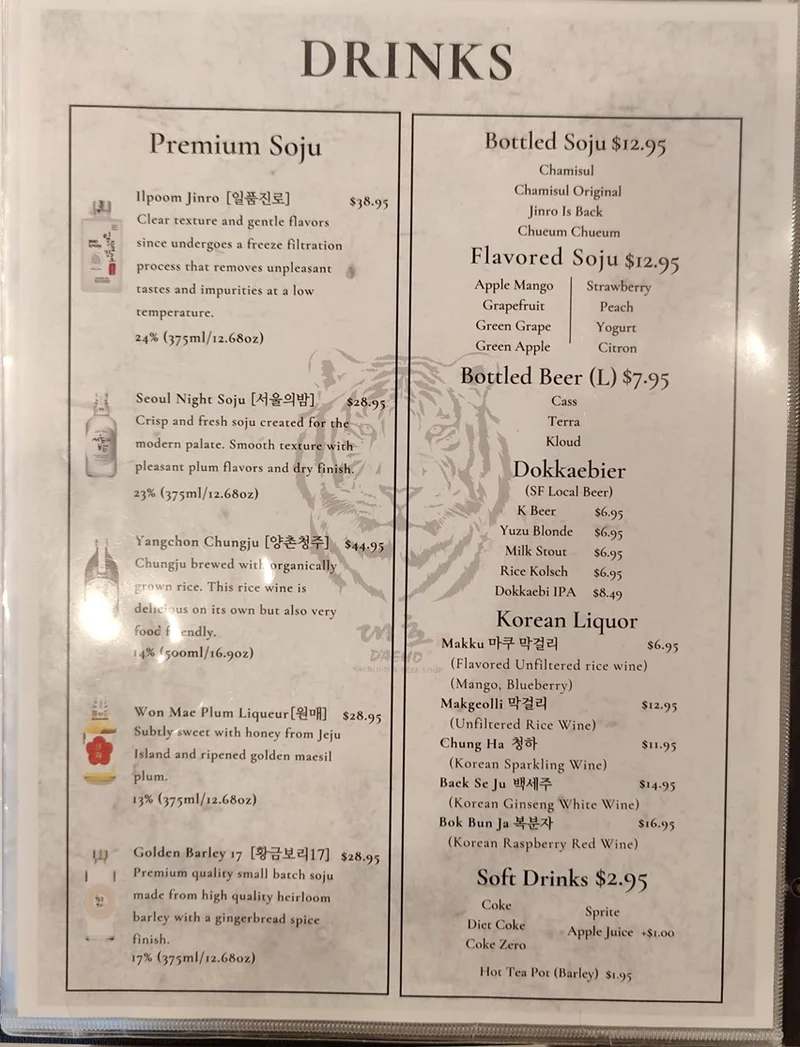 DRINKS
Premium Soju
Ilpoom Jinro [일품진로] $38.95
Clear texture and gentle flavors
since undergoes a freeze filtration
process that removes unpleasant
tastes and impurities at a low
temperature.
24% (375ml/12.68oz)
Seoul Night Soju [서울의밤] $28.95
Crisp and fresh soju created for the
modern palate. Smooth texture with
pleasant plum flavors and dry finish.
23% (375ml/12.68oz)
Yangchon Chungju [양촌청주] $44.95
Chungju brewed with organically
grown rice. This rice wine is
delicious on its own but also very
food friendly.
14% (500ml/16.9oz)
Won Mae Plum Liqueur[원매] $28.95
Subtly sweet with honey from Jeju
Island and ripened golden maesil
plum.
13% (375ml/12.68oz)
Golden Barley 17 [황금보리17] $28.95
Premium quality small batch soju
made from high quality heirloom
barley with a gingerbread spice
finish.
17% (375ml/12.68oz)
Bottled Soju $12.95
Chamisul
Chamisul Original
Jinro Is Back
Chueum Chueum
Flavored Soju $12.95
Apple Mango Strawberry
Grapefruit Peach
Green Grape Yogurt
Green Apple Citron
Bottled Beer (L) $7.95
Cass
Terra
Kloud
Dokkaebier
(SF Local Beer)
K Beer $6.95
Yuzu Blonde $6.95
Milk Stout $6.95
Rice Kolsch $6.95
Dokkaebi IPA $8.49
Korean Liquor
Makku 마쿠 막걸리 $6.95
(Flavored Unfiltered rice wine)
(Mango, Blueberry)
Makgeolli 막걸리 $12.95
(Unfiltered Rice Wine)
Chung Ha 청하 $11.95
(Korean Sparkling Wine)
Baek Se Ju 백세주 $14.95
(Korean Ginseng White Wine)
Bok Bun Ja 복분자 $16.95
(Korean Raspberry Red Wine)
Soft Drinks $2.95
Coke Sprite
Diet Coke Apple Juice +$1.00
Coke Zero
Hot Tea Pot (Barley) $1.95
DAEHO